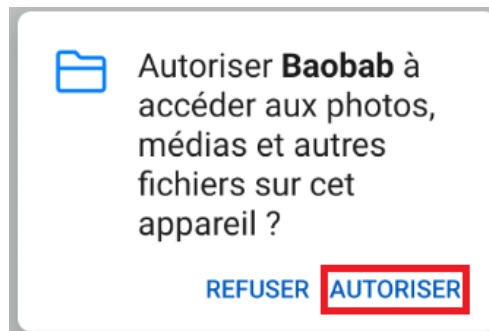 Autoriser Baobab à
accéder aux photos,
médias et autres
fichiers sur cet
appareil ?
REFUSER AUTORISER